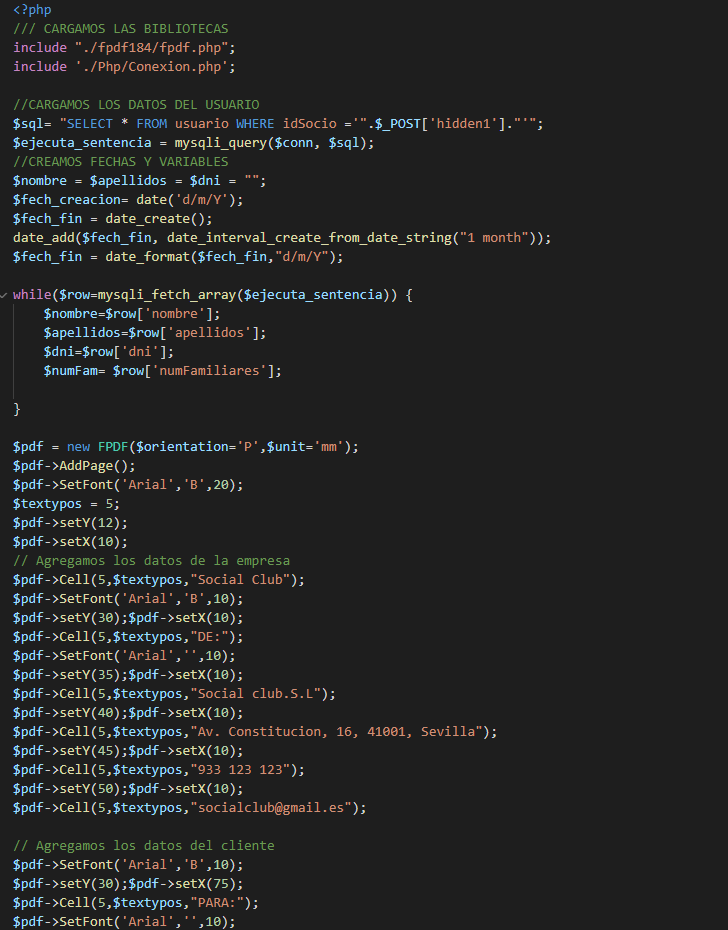 <?php
/// CARGAMOS LAS BIBLIOTECAS
include "./fpdf184/fpdf.php";
include './Php/Conexion.php';
//CARGAMOS LOS DATOS DEL USUARIO
$sql= "SELECT * FROM usuario WHERE idSocio ='".$_POST['hidden1']."'";
$ejecuta_sentencia = mysqli_query($conn, $sql);
//CREAMOS FECHAS Y VARIABLES
$nombre = $apellidos = $dni = "";
$fech_creacion= date('d/m/Y');
$fech_fin = date_create();
date_add($fech_fin, date_interval_create_from_date_string("1 month"));
$fech_fin = date_format($fech_fin,"d/m/Y");
while($row=mysqli_fetch_array($ejecuta_sentencia)) {
    $nombre=$row['nombre'];
    $apellidos=$row['apellidos'];
    $dni=$row['dni'];
    $numFam= $row['numFamiliares'];
}
$pdf = new FPDF($orientation='P',$unit='mm');
$pdf->AddPage();
$pdf->SetFont('Arial','B',20);
$textypos = 5;
$pdf->setY(12);
$pdf->setX(10);
// Agregamos los datos de la empresa
$pdf->Cell(5,$textypos,"Social Club");
$pdf->SetFont('Arial','B',10);
$pdf->setY(30);$pdf->setX(10);
$pdf->Cell(5,$textypos,"DE:");
$pdf->SetFont('Arial','',10);
$pdf->setY(35);$pdf->setX(10);
$pdf->Cell(5,$textypos,"Social club.S.L");
$pdf->setY(40);$pdf->setX(10);
$pdf->Cell(5,$textypos,"Av. Constitucion, 16, 41001, Sevilla");
$pdf->setY(45);$pdf->setX(10);
$pdf->Cell(5,$textypos,"933 123 123");
$pdf->setY(50);$pdf->setX(10);
$pdf->Cell(5,$textypos,"socialclub@gmail.es");
// Agregamos los datos del cliente
$pdf->SetFont('Arial','B',10);
$pdf->setY(30);$pdf->setX(75);
$pdf->Cell(5,$textypos,"PARA:");
$pdf->SetFont('Arial','',10);